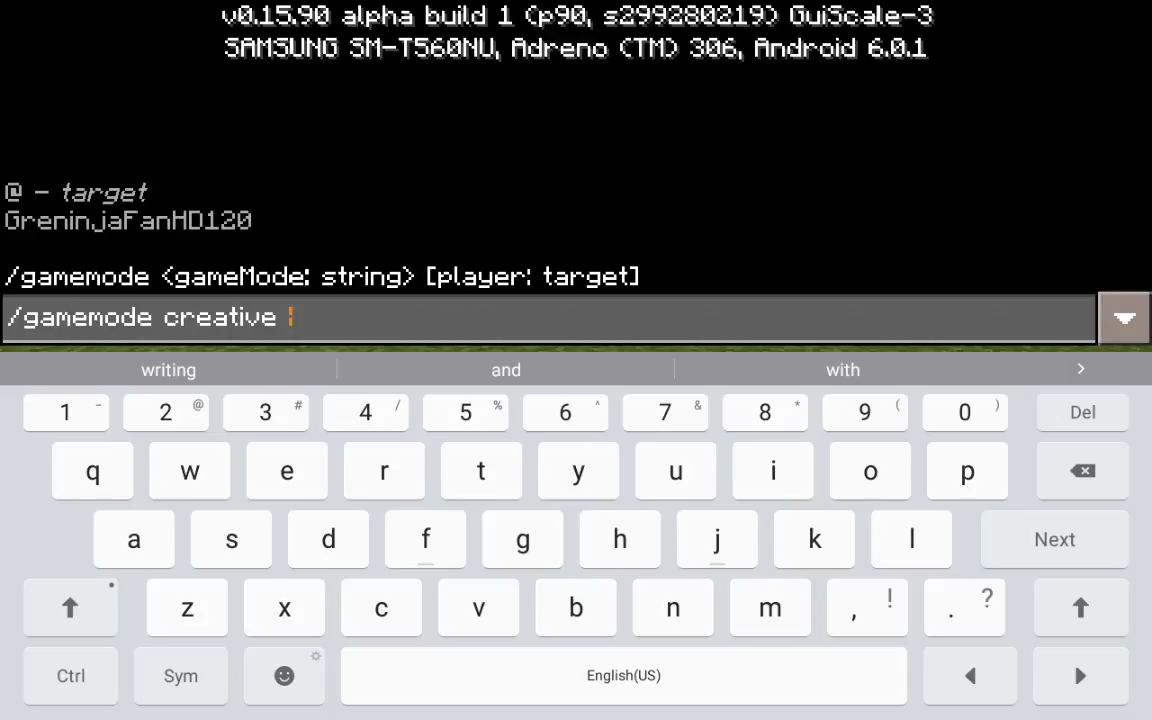 v0.15.90 alpha build 1 (p90, s299280219) GuiScale-3
SAMSUNG SM-T560NU, Adreno (TM) 306, Android 6.0.1
@ - target
GreninjaFanHD120
/gamemode <gameMode: string> [player: target]
/gamemode creative
writing and with >
1 - 2 @ 3 # 4 / 5 % 6 ^ 7 & 8 * 9 ( 0 ) Del
q w e r t y u i o p
a s d f g h j k l Next
z x c v b n m , ! . ?
Ctrl Sym English(US)